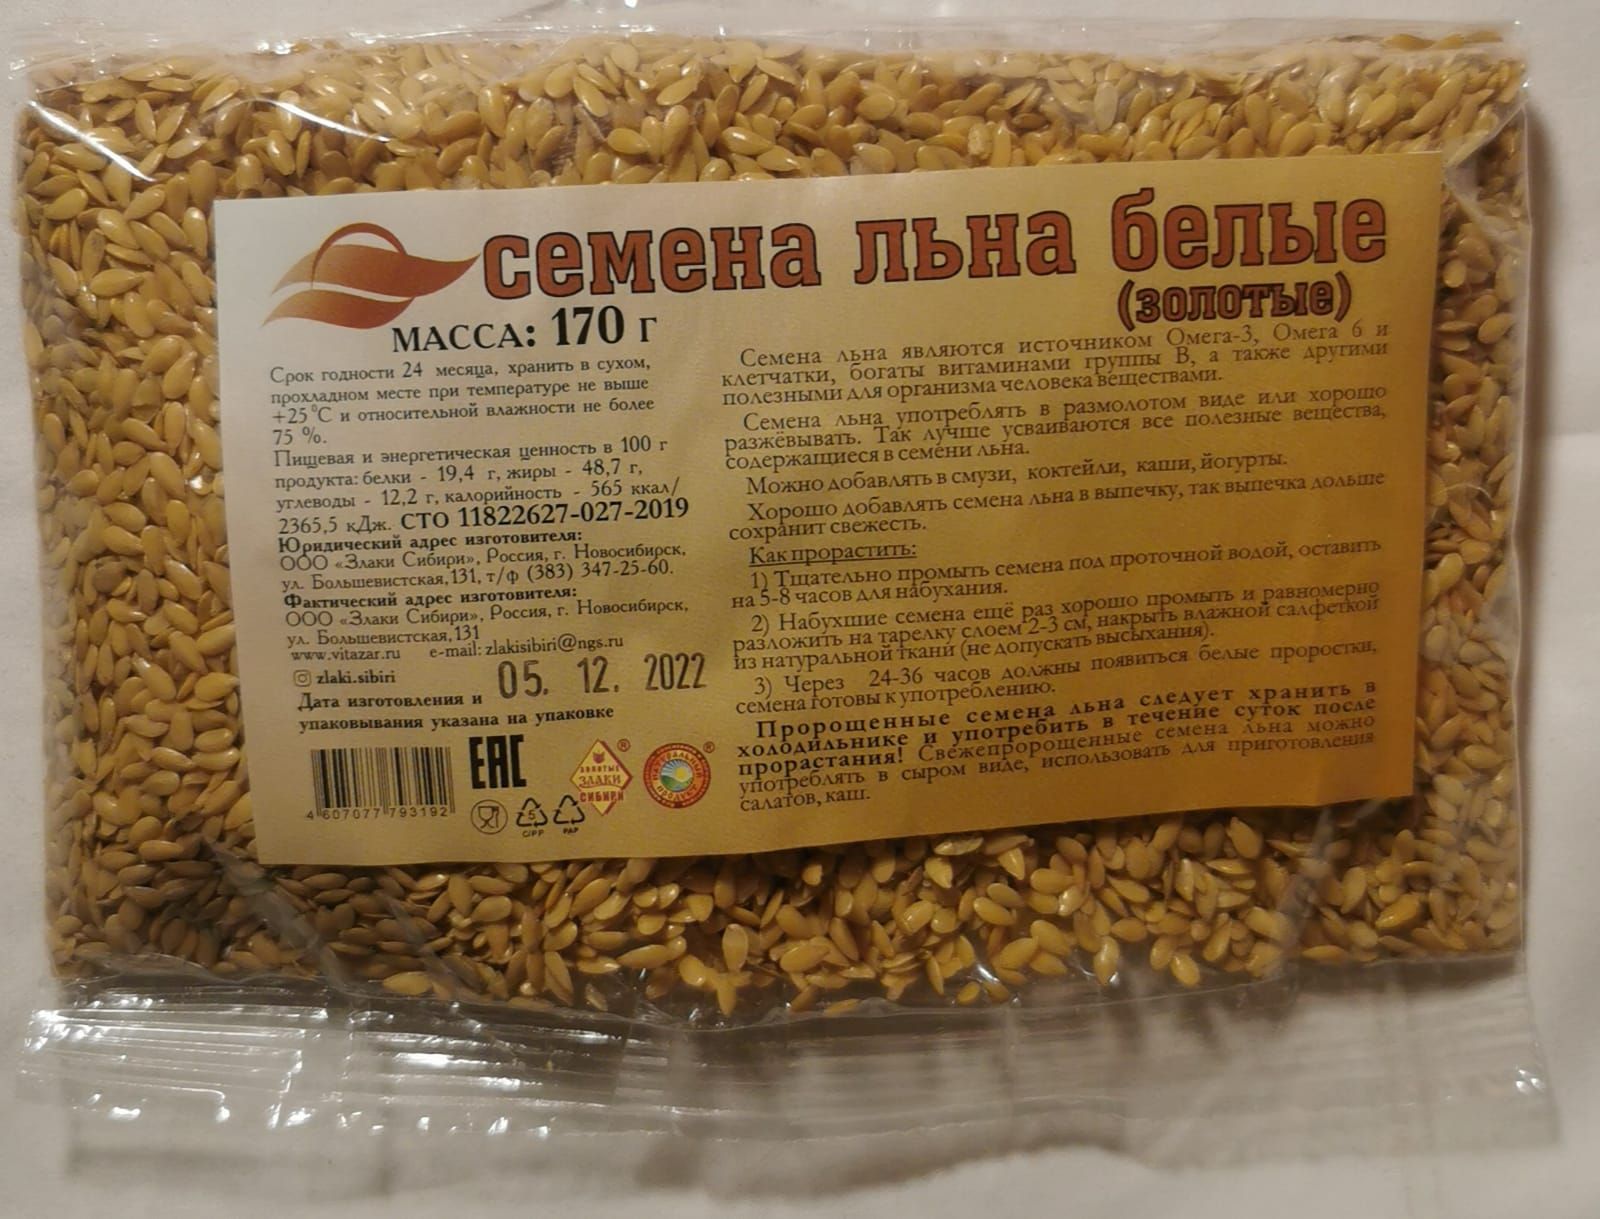 семена льна белые
(золотые)
МАССА: 170 г
Срок годности 24 месяца, хранить в сухом,
прохладном месте при температуре не выше
+25 °С и относительной влажности не более
75 %.
Пищевая и энергетическая ценность в 100 г
продукта: белки - 19,4 г, жиры - 48,7 г,
углеводы - 12,2 г, калорийность - 565 ккал/
2365,5 кДж. СТО 11822627-027-2019
Юридический адрес изготовителя:
ООО «Злаки Сибири», Россия, г. Новосибирск,
ул. Большевистская,131, т/ф (383) 347-25-60.
Фактический адрес изготовителя:
ООО «Злаки Сибири», Россия, г. Новосибирск,
ул. Большевистская,131
www.vitazar.ru e-mail: zlakisibiri@ngs.ru
zlaki.sibiri
05. 12. 2022
Дата изготовления и
упаковывания указана на упаковке
4 607077 793192
ЕАС
ЗОЛОТЫЕ
ЗЛАКИ
СИБИРИ
®
НАТУРАЛЬНЫЙ
ПРОДУКТ
®
5
C/PP
PAP
Семена льна являются источником Омега-3, Омега 6 и
клетчатки, богаты витаминами группы В, а также другими
полезными для организма человека веществами.
Семена льна употреблять в размолотом виде или хорошо
разжёвывать. Так лучше усваиваются все полезные вещества,
содержащиеся в семени льна.
Можно добавлять в смузи, коктейли, каши, йогурты.
Хорошо добавлять семена льна в выпечку, так выпечка дольше
сохранит свежесть.
Как прорастить:
1) Тщательно промыть семена под проточной водой, оставить
на 5-8 часов для набухания.
2) Набухшие семена ещё раз хорошо промыть и равномерно
разложить на тарелку слоем 2-3 см, накрыть влажной салфеткой
из натуральной ткани (не допускать высыхания).
3) Через 24-36 часов должны появиться белые проростки,
семена готовы к употреблению.
Пророщенные семена льна следует хранить в
холодильнике и употребить в течение суток после
прорастания! Свежепророщенные семена льна можно
употреблять в сыром виде, использовать для приготовления
салатов, каш.